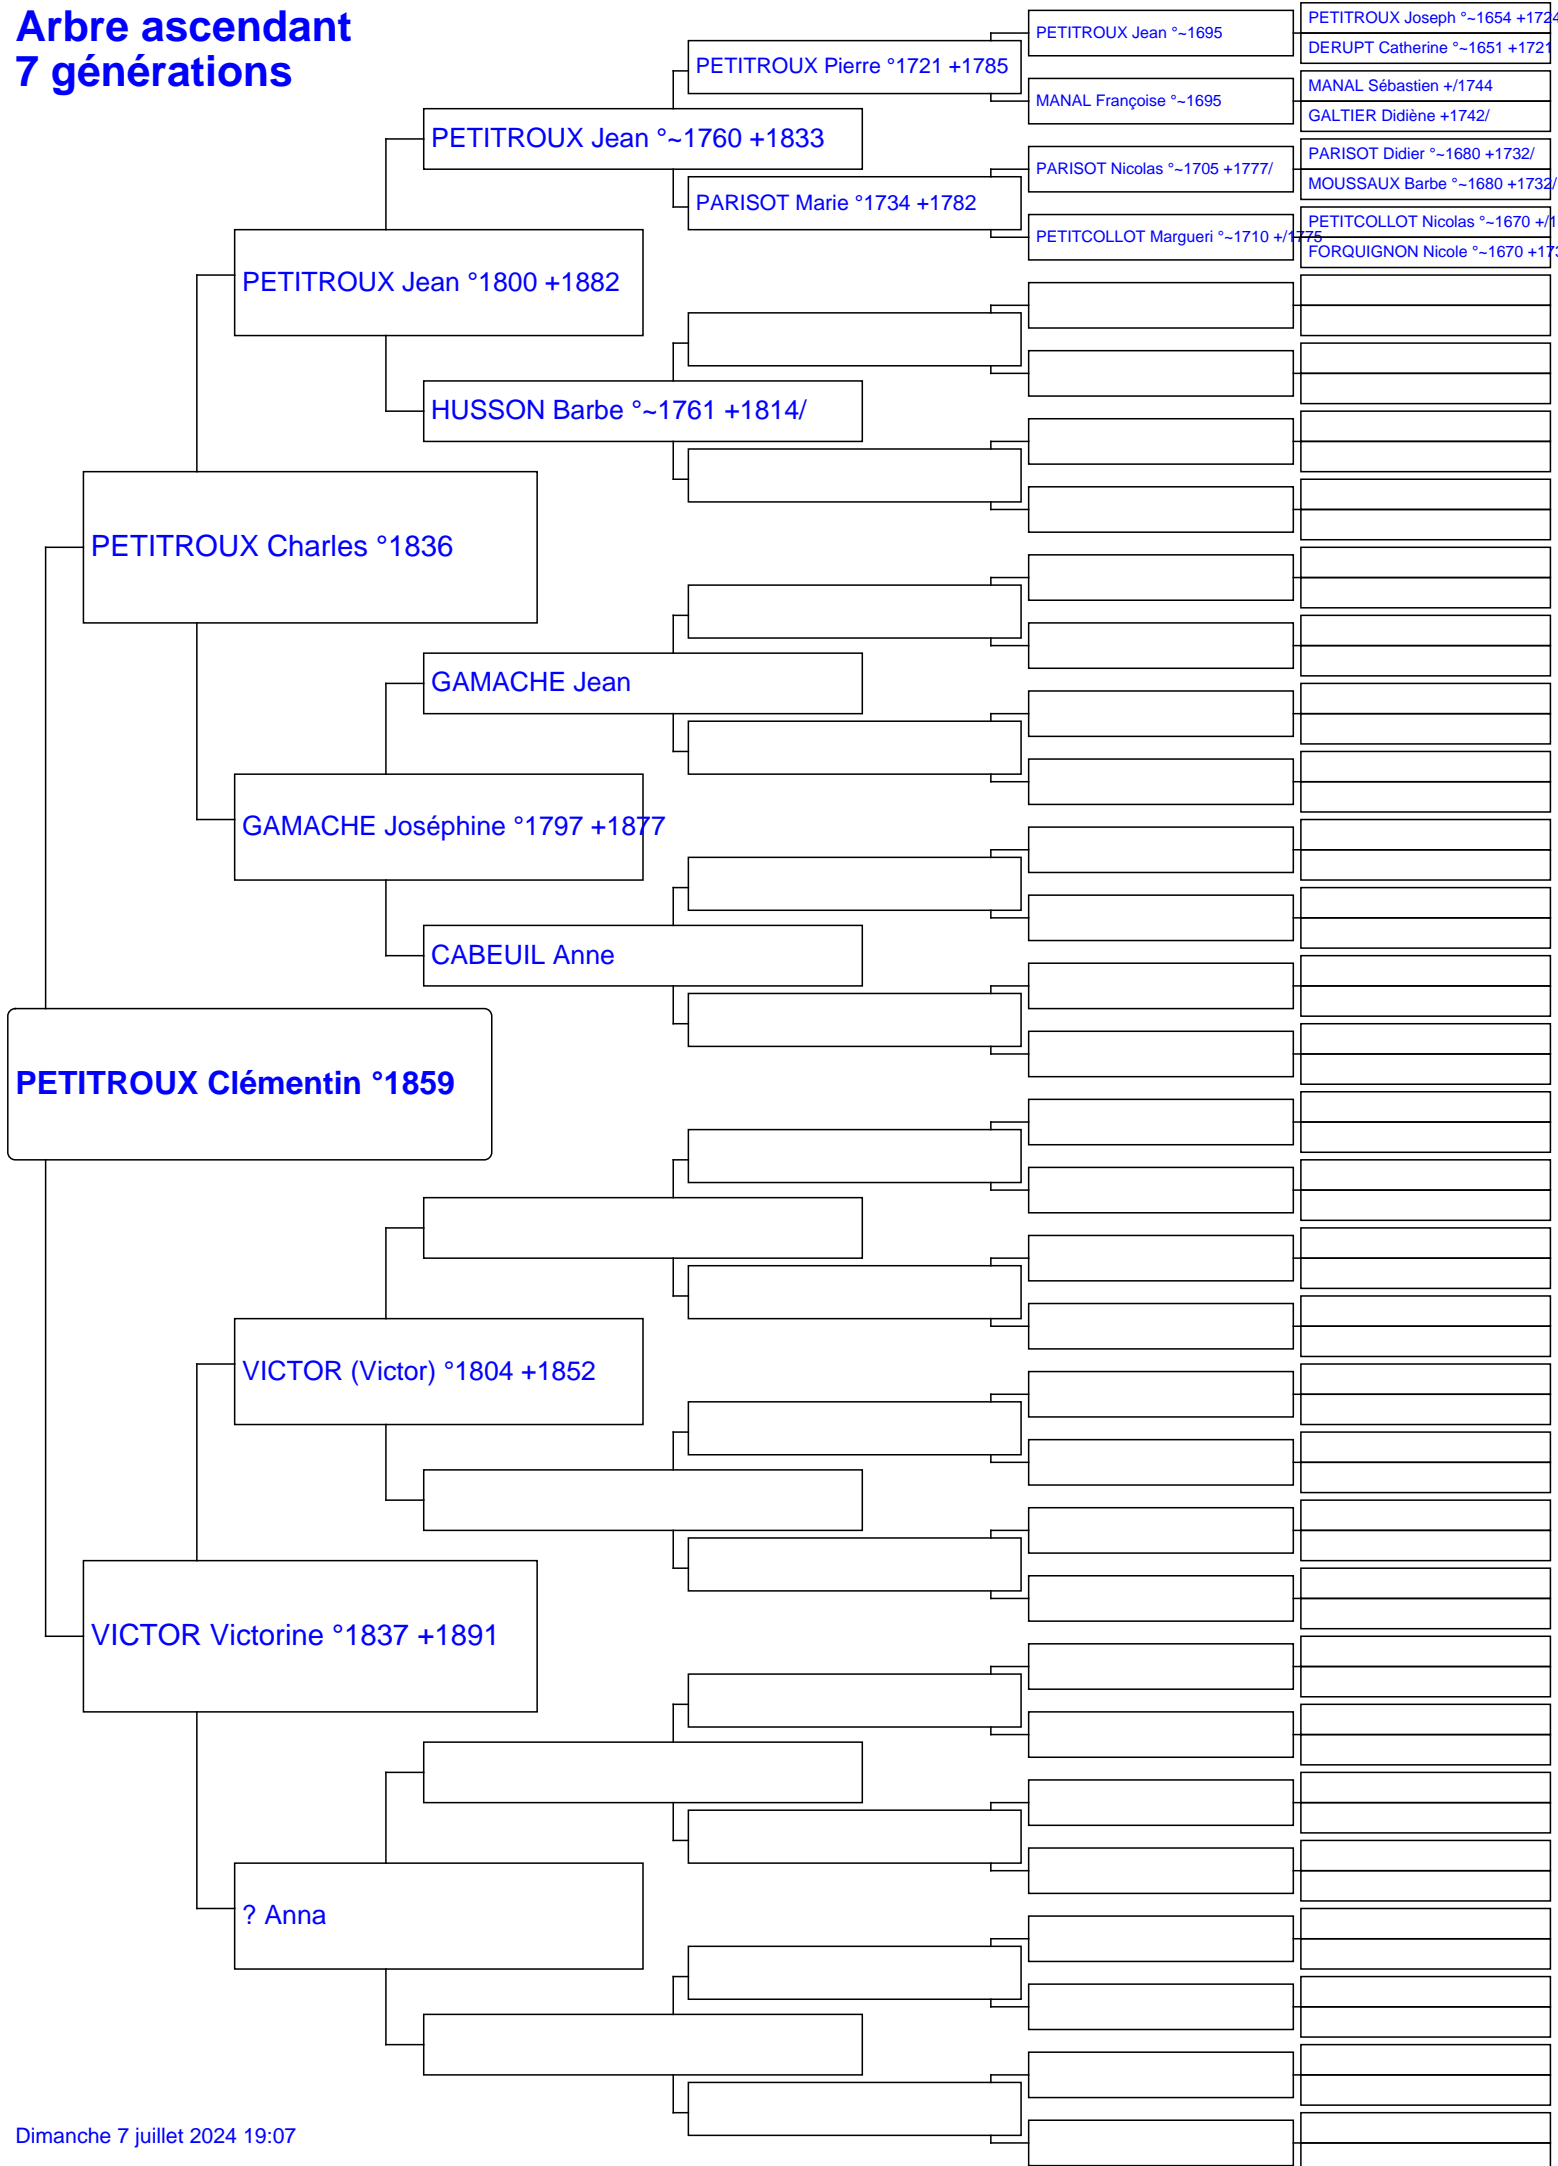 Arbre ascendant
7 générations
PETITROUX Joseph °~1654 +1724
PETITROUX Jean °~1695
DERUPT Catherine °~1651 +1721
PETITROUX Pierre °1721 +1785
MANAL Sébastien +/1744
MANAL Françoise °~1695
GALTIER Didiène +1742/
PETITROUX Jean °~1760 +1833
PARISOT Didier °~1680 +1732/
PARISOT Nicolas °~1705 +1777/
MOUSSAUX Barbe °~1680 +1732/
PARISOT Marie °1734 +1782
PETITCOLLOT Nicolas °~1670 +/1
PETITCOLLOT Margueri °~1710 +/1775
FORQUIGNON Nicole °~1670 +173
PETITROUX Jean °1800 +1882
HUSSON Barbe °~1761 +1814/
PETITROUX Charles °1836
GAMACHE Jean
GAMACHE Joséphine °1797 +1877
CABEUIL Anne
PETITROUX Clémentin °1859
VICTOR (Victor) °1804 +1852
VICTOR Victorine °1837 +1891
? Anna
Dimanche 7 juillet 2024 19:07